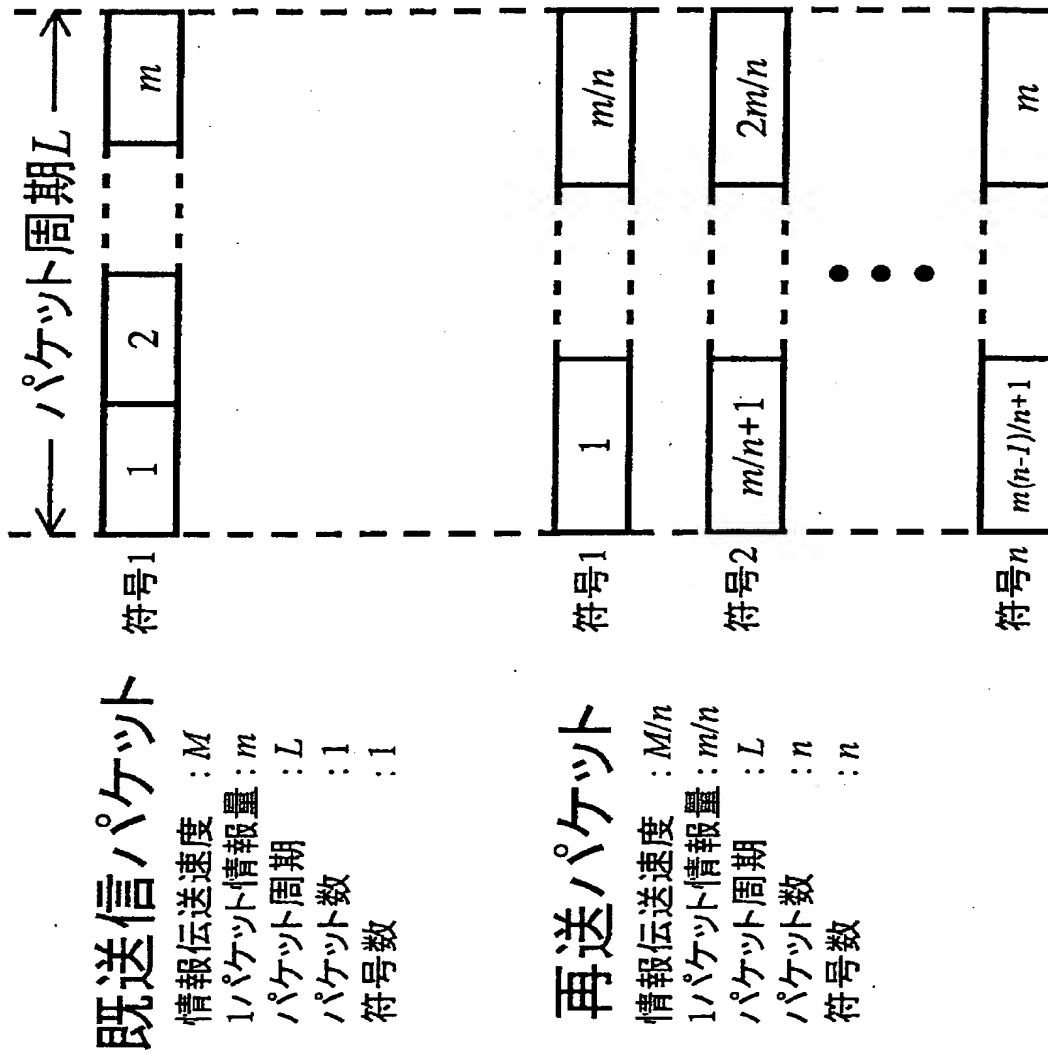 パケット周期L
符号1 1 2 m
既送信パケット
情報伝送速度 : M
1パケット情報量 : m
パケット周期 : L
パケット数 : 1
符号数 : 1
符号1 1 m/n
符号2 m/n+1 2m/n
符号n m(n-1)/n+1 m
再送パケット
情報伝送速度 : M/n
1パケット情報量 : m/n
パケット周期 : L
パケット数 : n
符号数 : n